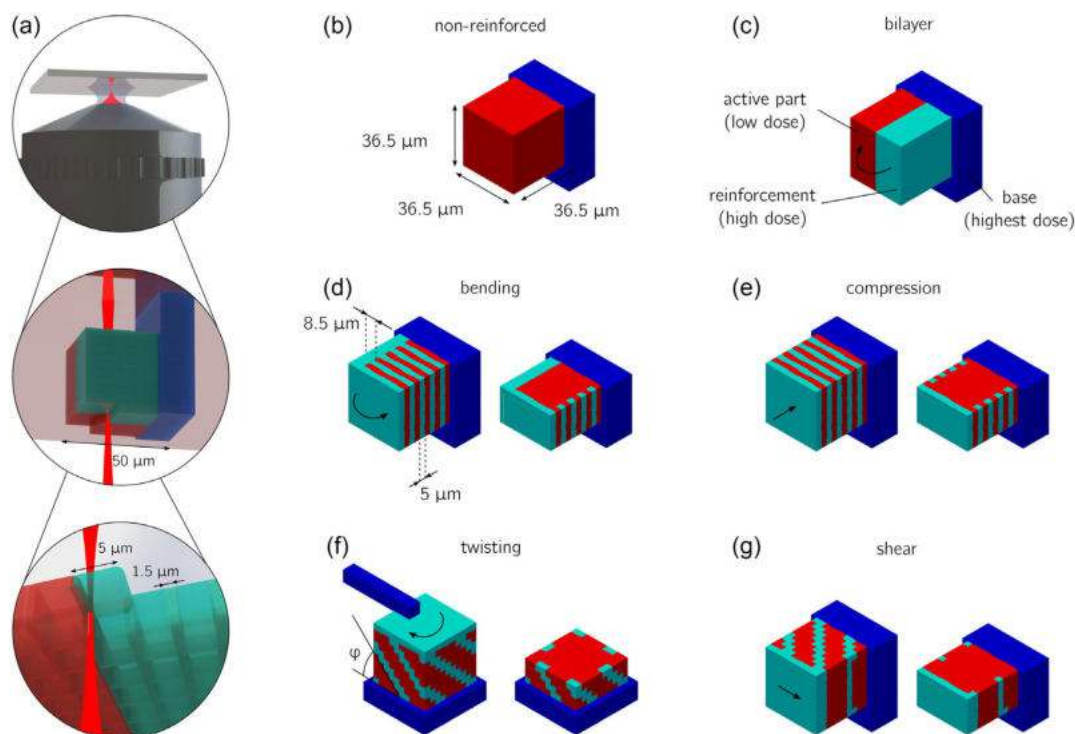 (a)
50 µm
5 µm
1.5 µm
(b)
non-reinforced
36.5 µm
36.5 µm
36.5 µm
(c)
bilayer
active part
(low dose)
reinforcement
(high dose)
base
(highest dose)
(d)
bending
8.5 µm
5 µm
(e)
compression
(f)
twisting
φ
(g)
shear